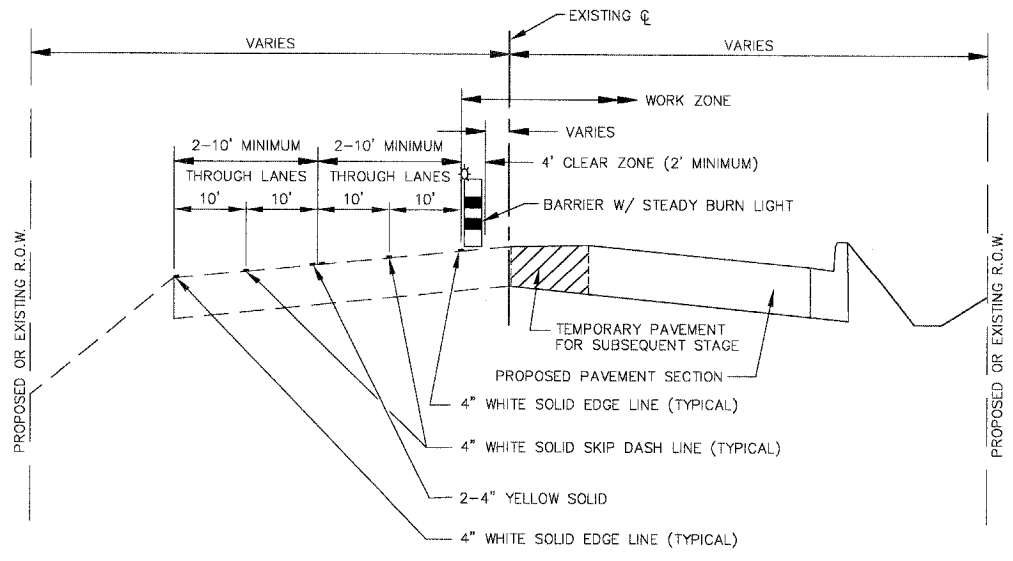 EXISTING ℄
VARIES
VARIES
WORK ZONE
VARIES
2-10' MINIMUM
2-10' MINIMUM
4' CLEAR ZONE (2' MINIMUM)
THROUGH LANES
THROUGH LANES
10'
10'
10'
10'
BARRIER W/ STEADY BURN LIGHT
PROPOSED OR EXISTING R.O.W.
PROPOSED OR EXISTING R.O.W.
TEMPORARY PAVEMENT
FOR SUBSEQUENT STAGE
PROPOSED PAVEMENT SECTION
4" WHITE SOLID EDGE LINE (TYPICAL)
4" WHITE SOLID SKIP DASH LINE (TYPICAL)
2-4" YELLOW SOLID
4" WHITE SOLID EDGE LINE (TYPICAL)